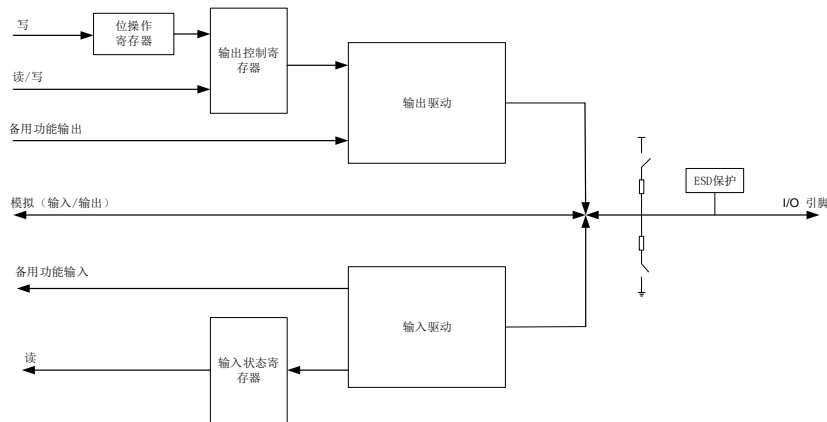 写
位操作
寄存器
输出控制寄
存器
读/写
输出驱动
备用功能输出
ESD保护
模拟（输入/输出）
I/O 引脚
备用功能输入
输入驱动
读
输入状态寄
存器